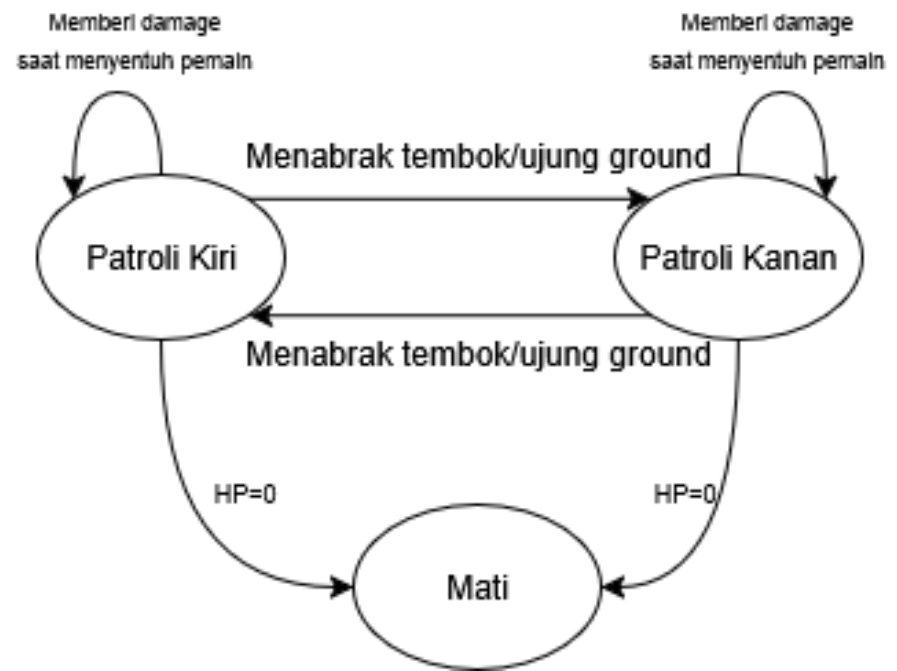 Memberi damage
saat menyentuh pemain
Memberi damage
saat menyentuh pemain
Menabrak tembok/ujung ground
Patroli Kiri
Patroli Kanan
Menabrak tembok/ujung ground
HP=0
HP=0
Mati